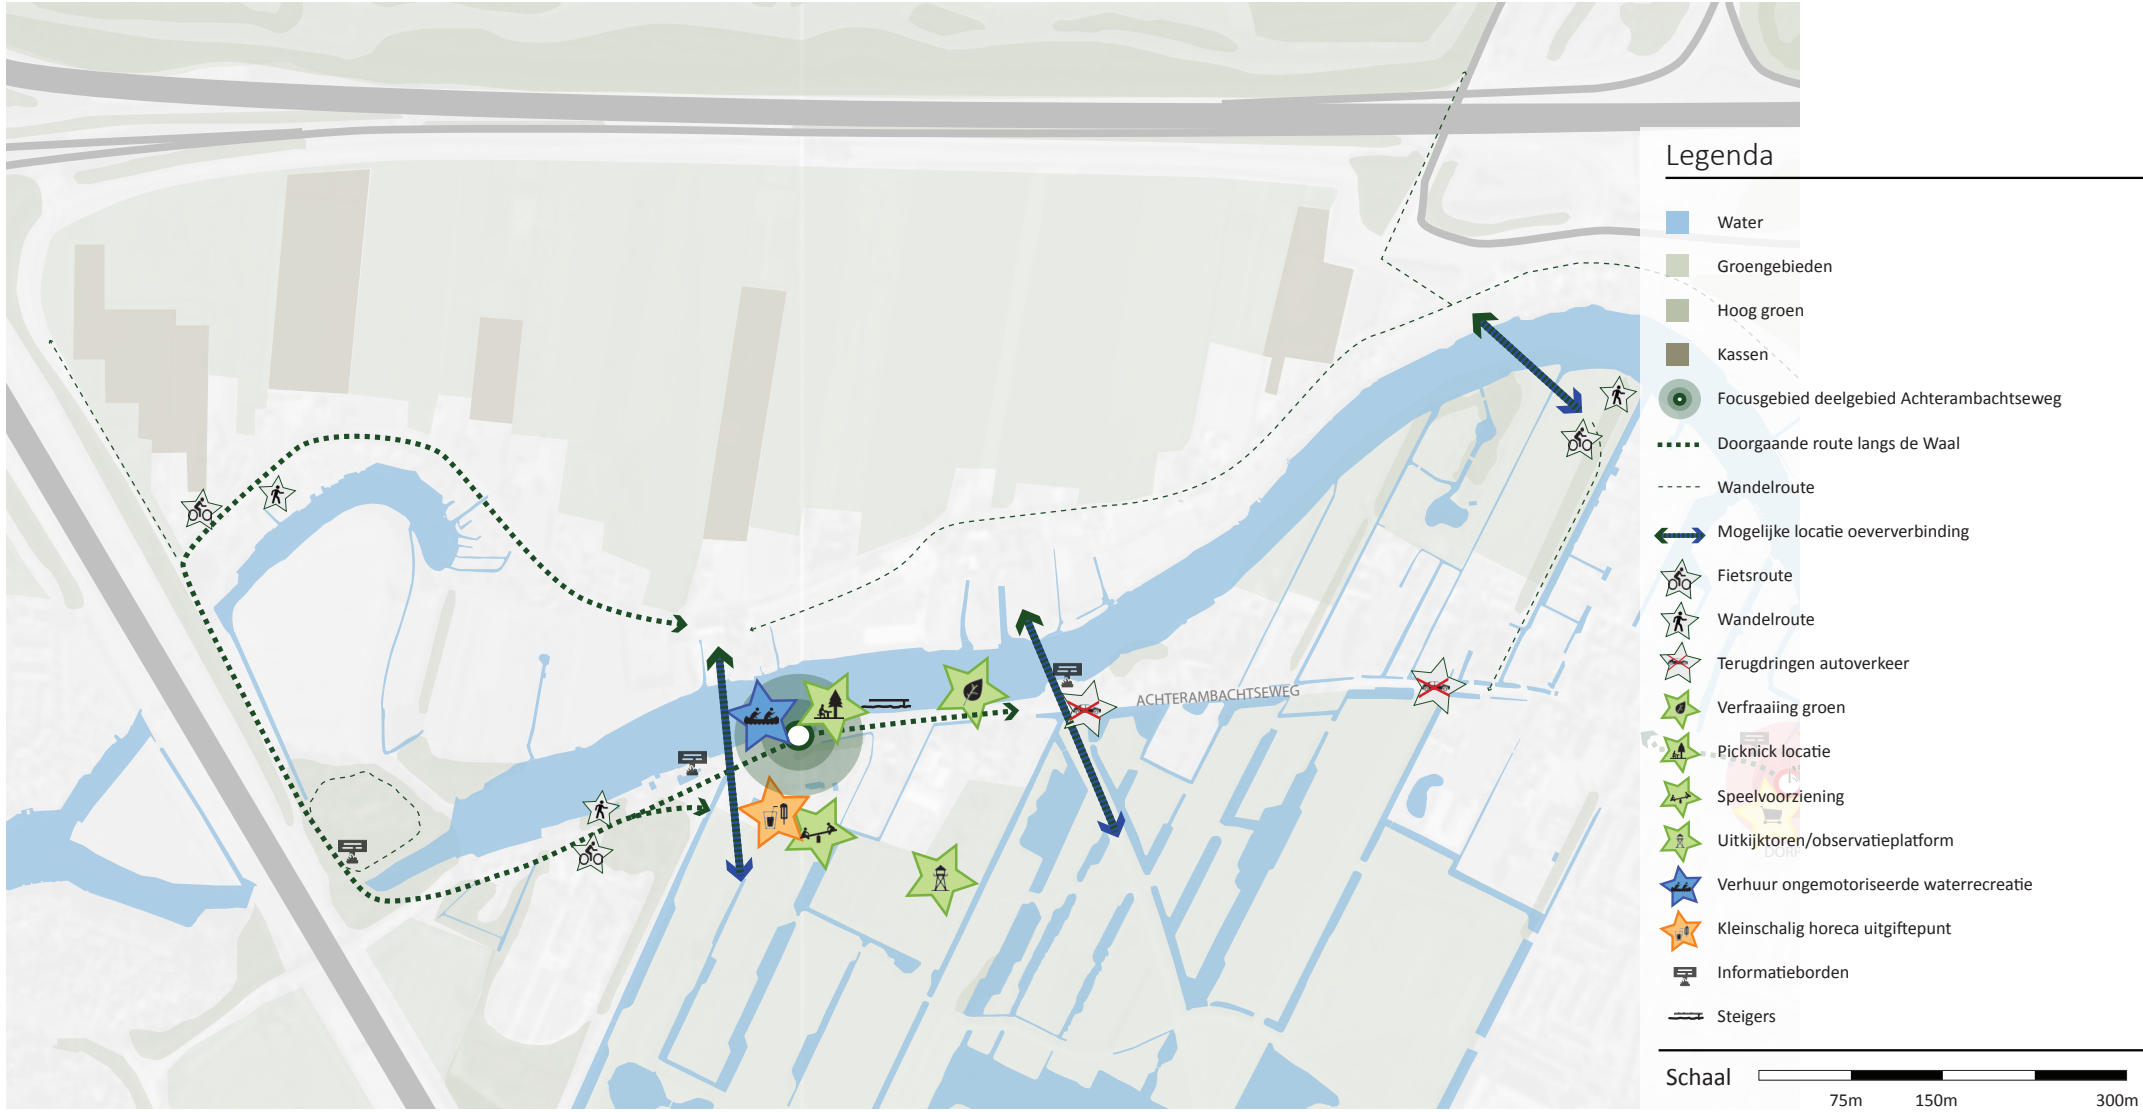 Legenda
Water
Groengebieden
Hoog groen
Kassen
Focusgebied deelgebied Achterambachtseweg
Doorgaande route langs de Waal
Wandelroute
Mogelijke locatie oeververbinding
Fietsroute
Wandelroute
Terugdringen autoverkeer
Verfraaiing groen
Picknick locatie
Speelvoorziening
Uitkijktoren/observatieplatform
Verhuur ongemotoriseerde waterrecreatie
Kleinschalig horeca uitgiftepunt
Informatieborden
Steigers
Schaal
75m 150m 300m
ACHTERAMBACHTSEWEG